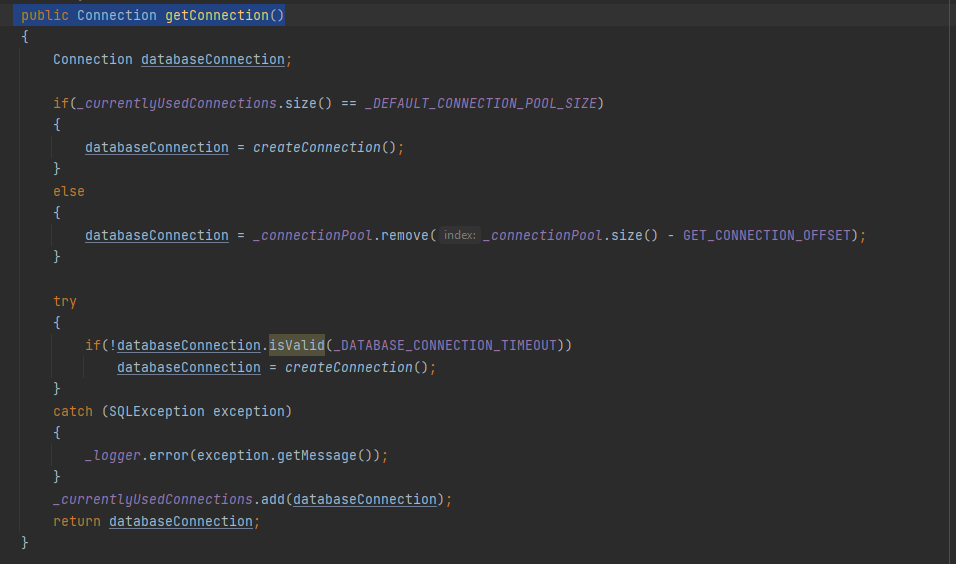 public Connection getConnection()
{
    Connection databaseConnection;
    if(_currentlyUsedConnections.size() == _DEFAULT_CONNECTION_POOL_SIZE)
    {
        databaseConnection = createConnection();
    }
    else
    {
        databaseConnection = _connectionPool.remove( index: _connectionPool.size() - GET_CONNECTION_OFFSET);
    }
    try
    {
        if(!databaseConnection.isValid(_DATABASE_CONNECTION_TIMEOUT))
            databaseConnection = createConnection();
    }
    catch (SQLException exception)
    {
        _logger.error(exception.getMessage());
    }
    _currentlyUsedConnections.add(databaseConnection);
    return databaseConnection;
}